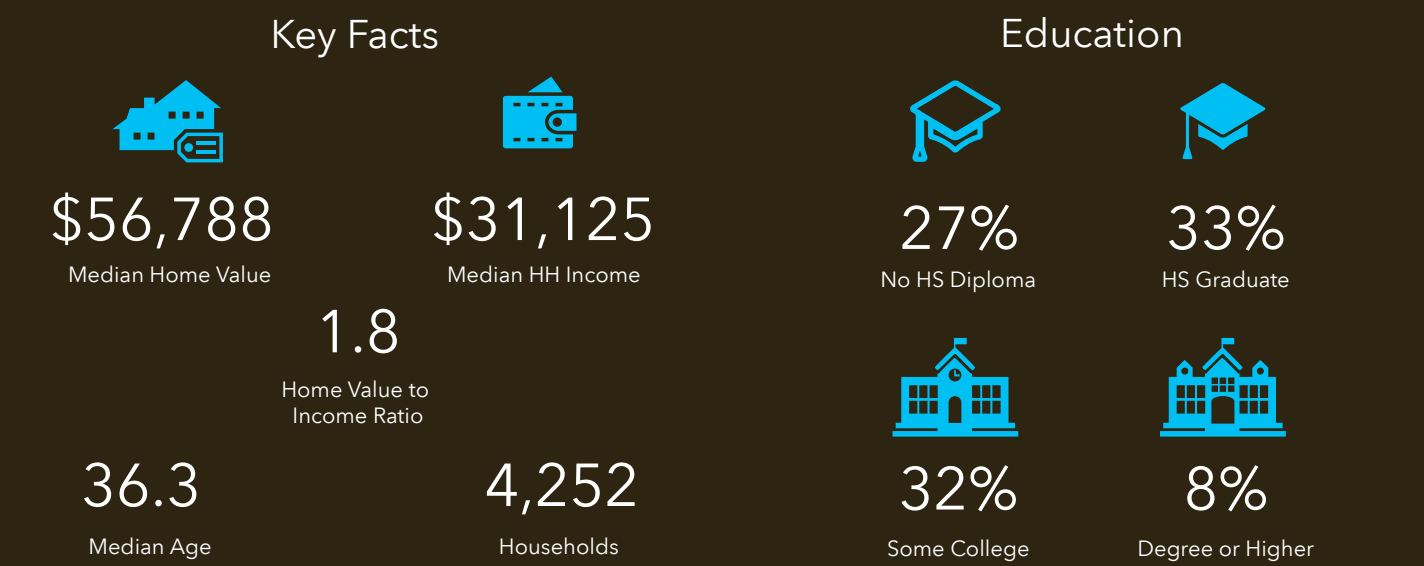 Key Facts
$56,788
Median Home Value
$31,125
Median HH Income
1.8
Home Value to
Income Ratio
36.3
Median Age
4,252
Households
Education
27%
No HS Diploma
33%
HS Graduate
32%
Some College
8%
Degree or Higher